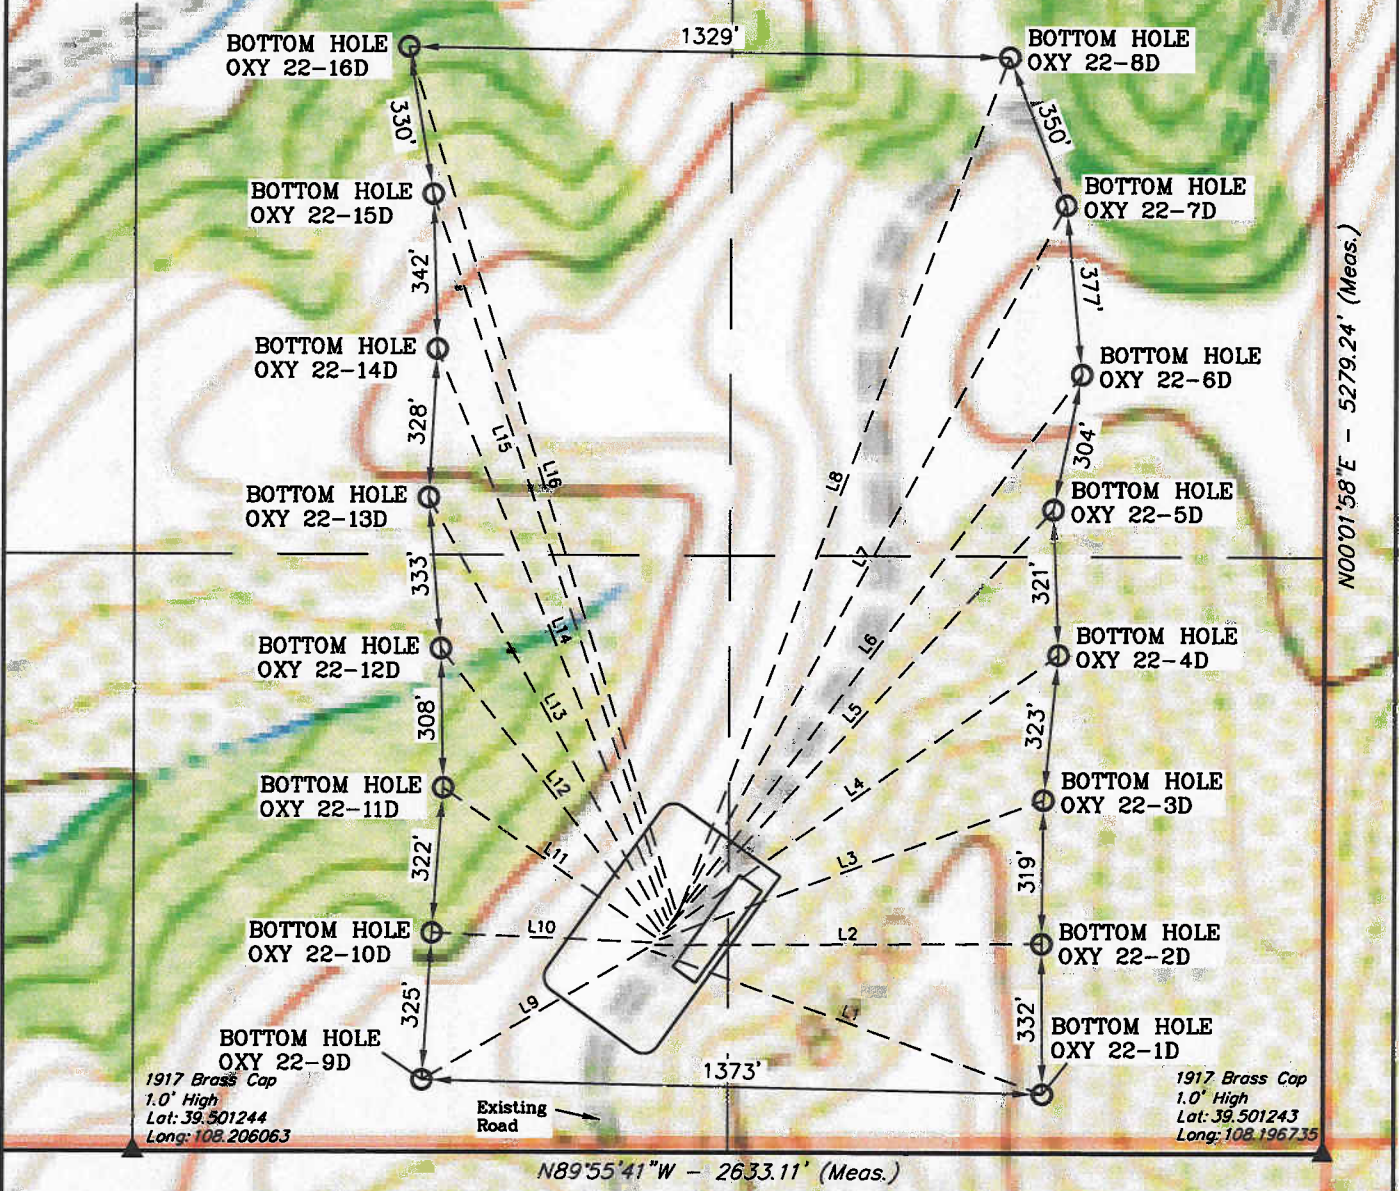 BOTTOM HOLE
OXY 22-16D
1329'
BOTTOM HOLE
OXY 22-8D
330'
350'
BOTTOM HOLE
OXY 22-15D
BOTTOM HOLE
OXY 22-7D
342'
377'
BOTTOM HOLE
OXY 22-14D
BOTTOM HOLE
OXY 22-6D
328'
L15
L16
L8
304'
BOTTOM HOLE
OXY 22-13D
BOTTOM HOLE
OXY 22-5D
N00°01'58"E - 5279.24' (Meas.)
333'
L7
321'
BOTTOM HOLE
OXY 22-12D
L14
L6
BOTTOM HOLE
OXY 22-4D
308'
L13
L5
323'
BOTTOM HOLE
OXY 22-11D
L12
L4
BOTTOM HOLE
OXY 22-3D
322'
L11
L3
319'
BOTTOM HOLE
OXY 22-10D
L10
L2
BOTTOM HOLE
OXY 22-2D
325'
L9
L1
332'
BOTTOM HOLE
OXY 22-9D
BOTTOM HOLE
OXY 22-1D
1373'
1917 Brass Cap
1.0' High
Lat: 39.501244
Long: 108.206063
Existing
Road
1917 Brass Cap
1.0' High
Lat: 39.501243
Long: 108.196735
N89°55'41"W - 2633.11' (Meas.)